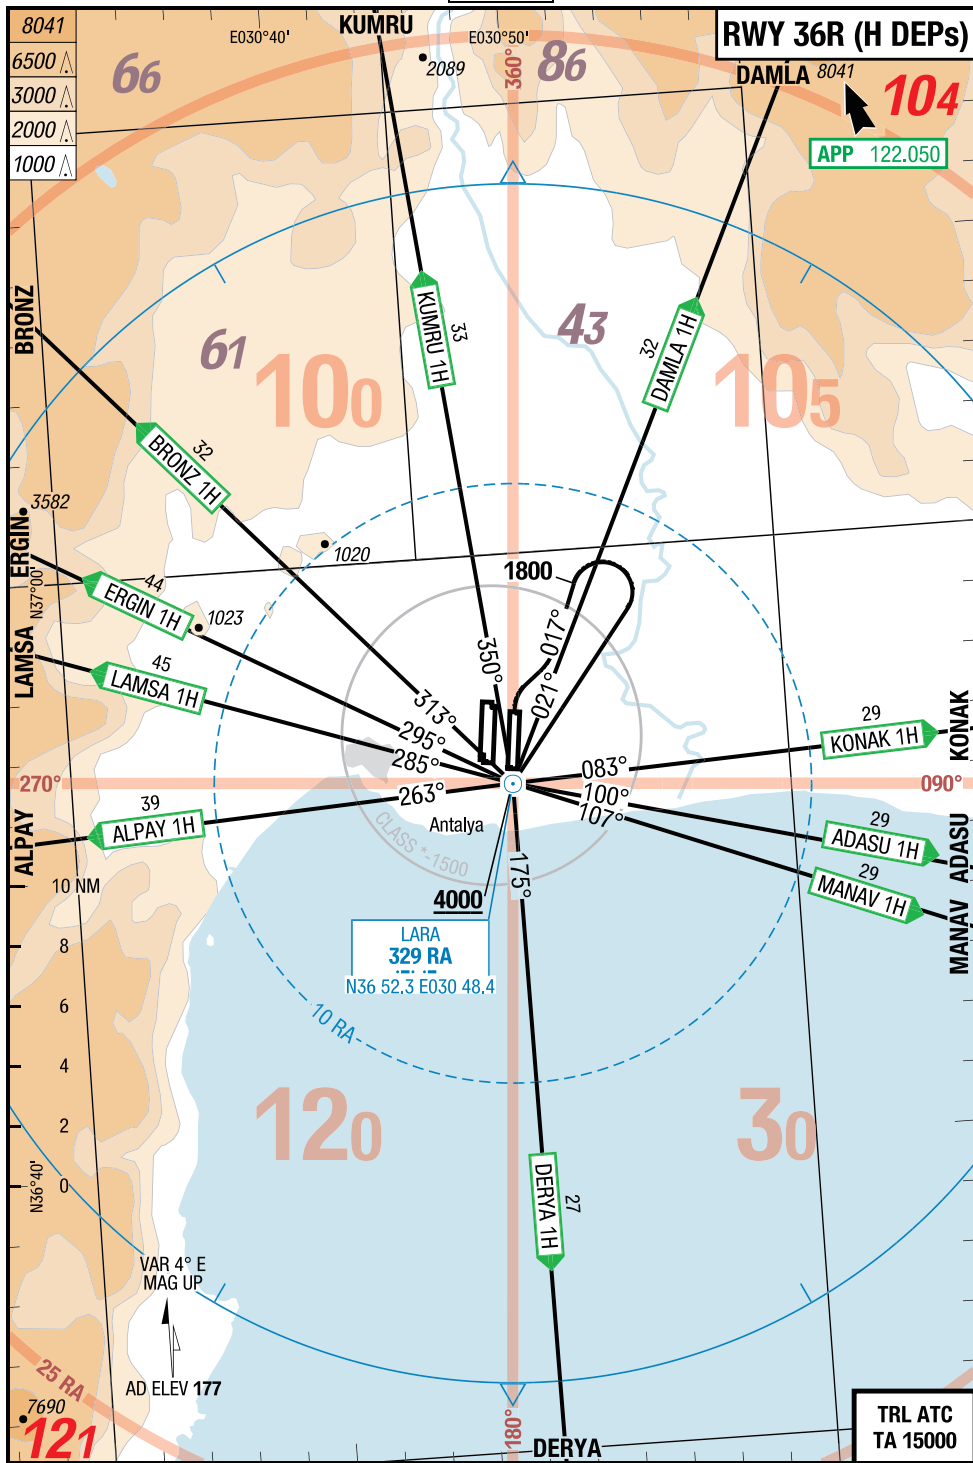 8041
6500
3000
2000
1000
KUMRU
E030°40'
E030°50'
RWY 36R (H DEPs)
66
2089
360°
86
DAMLA
8041
104
APP 122.050
BRONZ
KUMRU 1H
33
43
32
DAMLA 1H
61
100
105
32
BRONZ 1H
3582
ERGIN
1020
N37°00'
44
ERGIN 1H
1023
1800
017°
350°
021°
LAMSA
45
LAMSA 1H
313°
295°
285°
29
KONAK 1H
KONAK
270°
083°
090°
263°
100°
107°
39
ALPAY 1H
ALPAY
Antalya
CLASS *-1500
29
ADASU 1H
ADASU
175°
29
MANAV 1H
MANAV
10 NM
4000
LARA
329 RA
N36 52.3 E030 48.4
8
6
10 RA
4
2
0
120
30
N36°40'
DERYA 1H
27
VAR 4° E
MAG UP
AD ELEV 177
25 RA
7690
121
180°
DERYA
TRL ATC
TA 15000